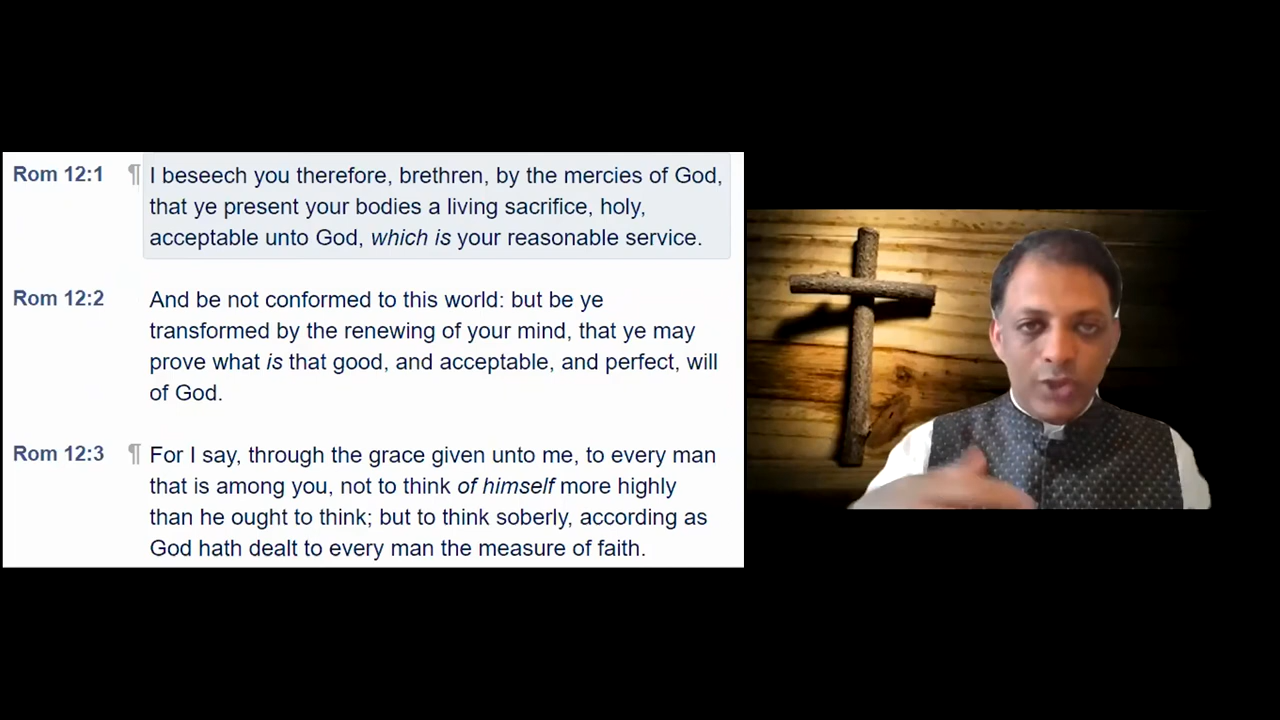 Rom 12:1 ¶ I beseech you therefore, brethren, by the mercies of God,
that ye present your bodies a living sacrifice, holy,
acceptable unto God, which is your reasonable service.
Rom 12:2 And be not conformed to this world: but be ye
transformed by the renewing of your mind, that ye may
prove what is that good, and acceptable, and perfect, will
of God.
Rom 12:3 ¶ For I say, through the grace given unto me, to every man
that is among you, not to think of himself more highly
than he ought to think; but to think soberly, according as
God hath dealt to every man the measure of faith.